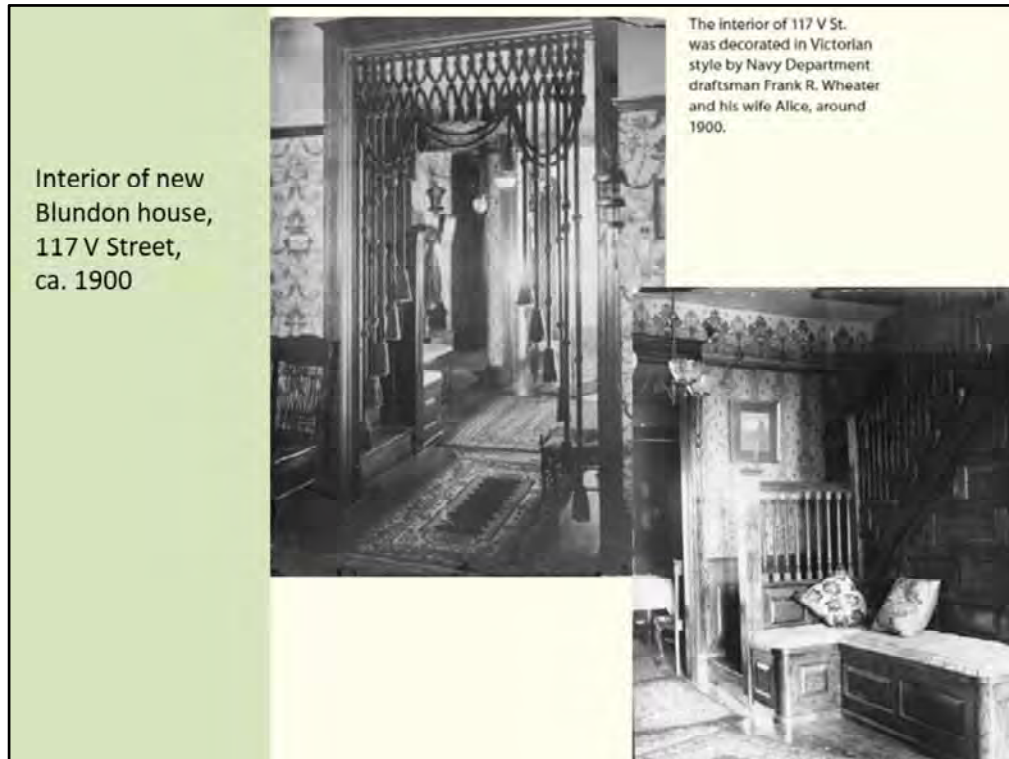 Interior of new
Blundon house,
117 V Street,
ca. 1900
The interior of 117 V St.
was decorated in Victorian
style by Navy Department
draftsman Frank R. Wheater
and his wife Alice, around
1900.